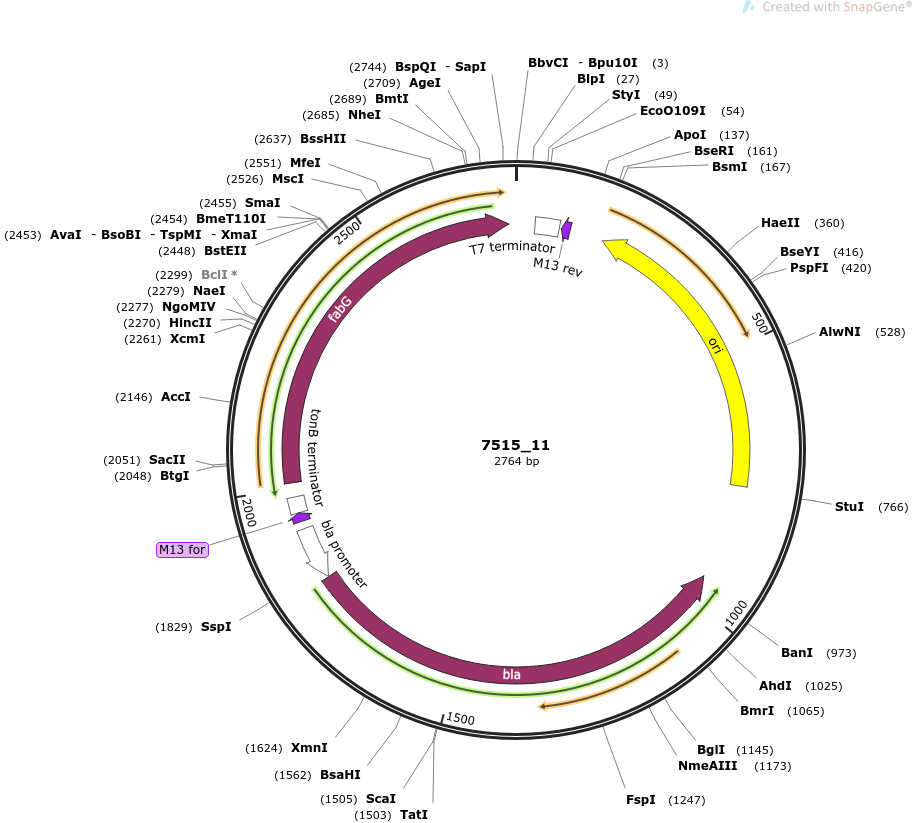 Created with SnapGene®
(2744) BspQI - SapI
(2709) AgeI
(2689) BmtI
(2685) NheI
(2637) BssHII
(2551) MfeI
(2526) MscI
(2455) SmaI
(2454) BmeT110I
(2453) AvaI - BsoBI - TspMI - XmaI
(2448) BstEII
(2299) BclI *
(2279) NaeI
(2277) NgoMIV
(2270) HincII
(2261) XcmI
(2146) AccI
(2051) SacII
(2048) BtgI
M13 for
(1829) SspI
(1624) XmnI
(1562) BsaHI
(1505) ScaI
(1503) TatI
BbvCI - Bpu10I (3)
BlpI (27)
StyI (49)
EcoO109I (54)
ApoI (137)
BseRI (161)
BsmI (167)
HaeII (360)
BseYI (416)
PspFI (420)
AlwNI (528)
StuI (766)
BanI (973)
AhdI (1025)
BmrI (1065)
BglI (1145)
NmeAIII (1173)
FspI (1247)
500
1000
1500
2000
2500
T7 terminator
M13 rev
ori
fabG
tonB terminator
bla promoter
bla
7515_11
2764 bp